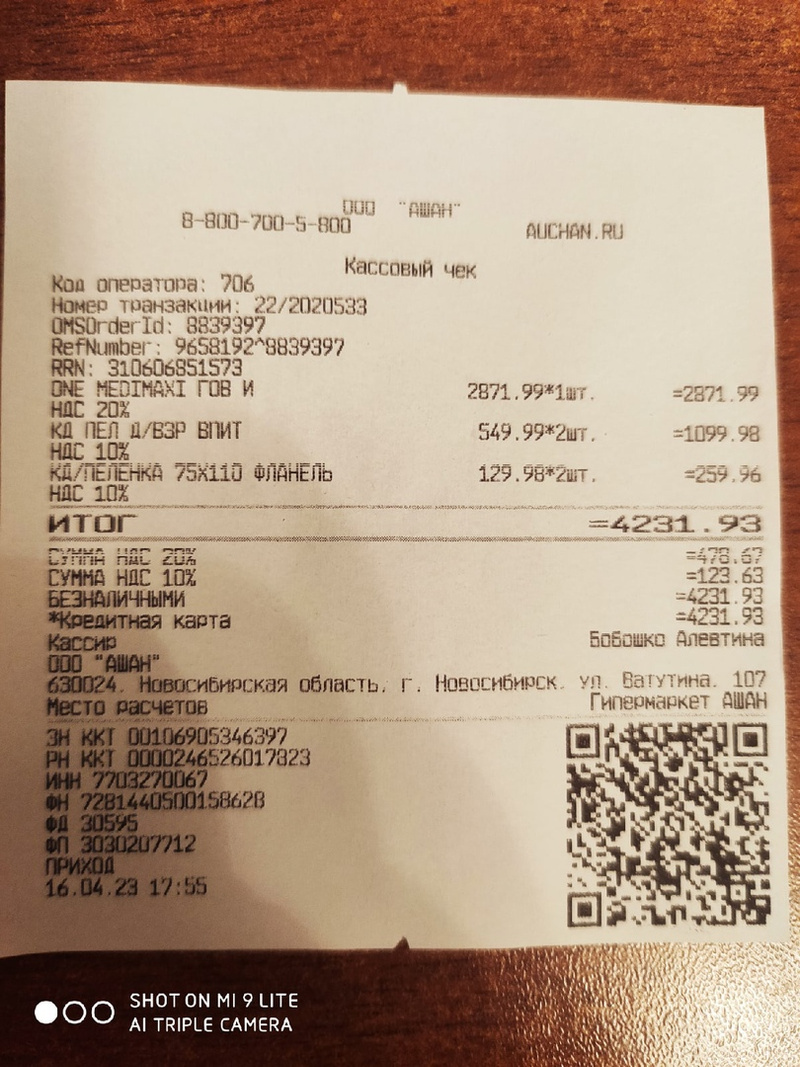 ООО "АШАН"
8-800-700-5-800 AUCHAN.RU
Кассовый чек
Код оператора: 706
Номер транзакции: 22/2020533
OMSOrderId: 8839397
RefNumber: 9658192^8839397
RRN: 310606851573
ONE MEDIMAXI ГОВ И 2871.99*1шт. =2871.99
НДС 20%
КД ПЕЛ Д/ВЗР ВПИТ 549.99*2шт. =1099.98
НДС 10%
КД/ПЕЛЕНКА 75X110 ФЛАНЕЛЬ 129.98*2шт. =259.96
НДС 10%
ИТОГ =4231.93
СУММА НДС 20% =478.67
СУММА НДС 10% =123.63
БЕЗНАЛИЧНЫМИ =4231.93
*Кредитная карта =4231.93
Кассир Бобошко Алевтина
ООО "АШАН"
630024. Новосибирская область, г. Новосибирск. ул. Ватутина. 107
Место расчетов Гипермаркет АШАН
ЗН ККТ 00106905346397
РН ККТ 0000246526017823
ИНН 7703270067
ФН 7281440500158628
ФД 30595
ФП 3030207712
ПРИХОД
16.04.23 17:55
SHOT ON MI 9 LITE
AI TRIPLE CAMERA